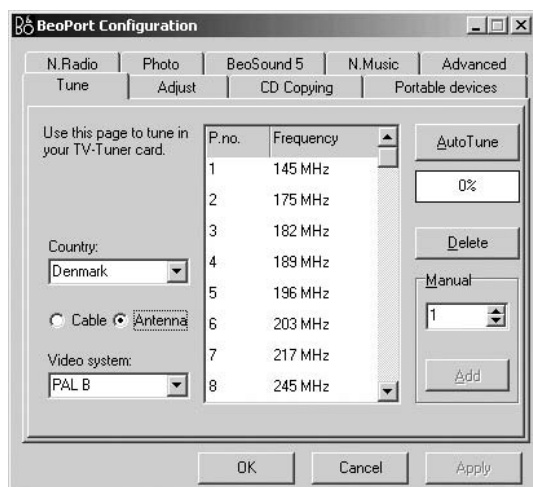 BeoPort Configuration
N.Radio Photo BeoSound 5 N.Music Advanced
Tune Adjust CD Copying Portable devices
Use this page to tune in
your TV-Tuner card.
Country:
Denmark
Cable Antenna
Video system:
PAL B
P.no. Frequency
1 145 MHz
2 175 MHz
3 182 MHz
4 189 MHz
5 196 MHz
6 203 MHz
7 217 MHz
8 245 MHz
AutoTune
0%
Delete
Manual
1
Add
OK Cancel Apply